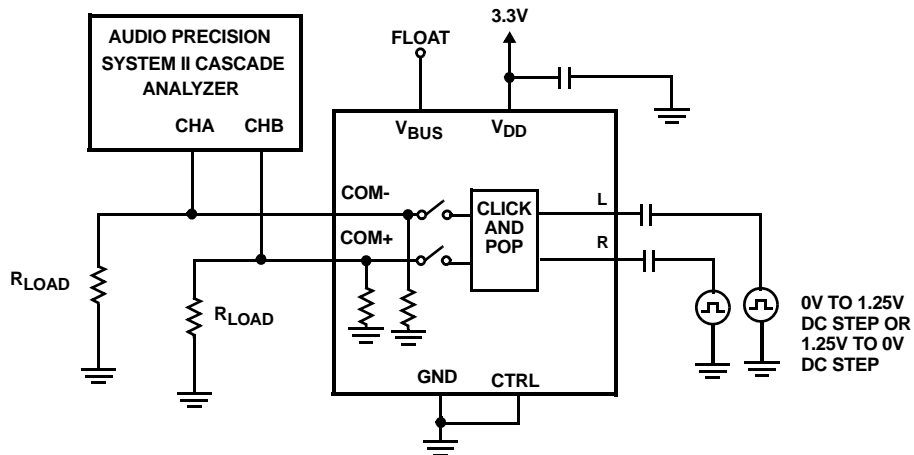 AUDIO PRECISION
SYSTEM II CASCADE
ANALYZER
CHA CHB
FLOAT
3.3V
VBUS
VDD
COM-
COM+
CLICK
AND
POP
L
R
RLOAD
RLOAD
0V TO 1.25V
DC STEP OR
1.25V TO 0V
DC STEP
GND
CTRL